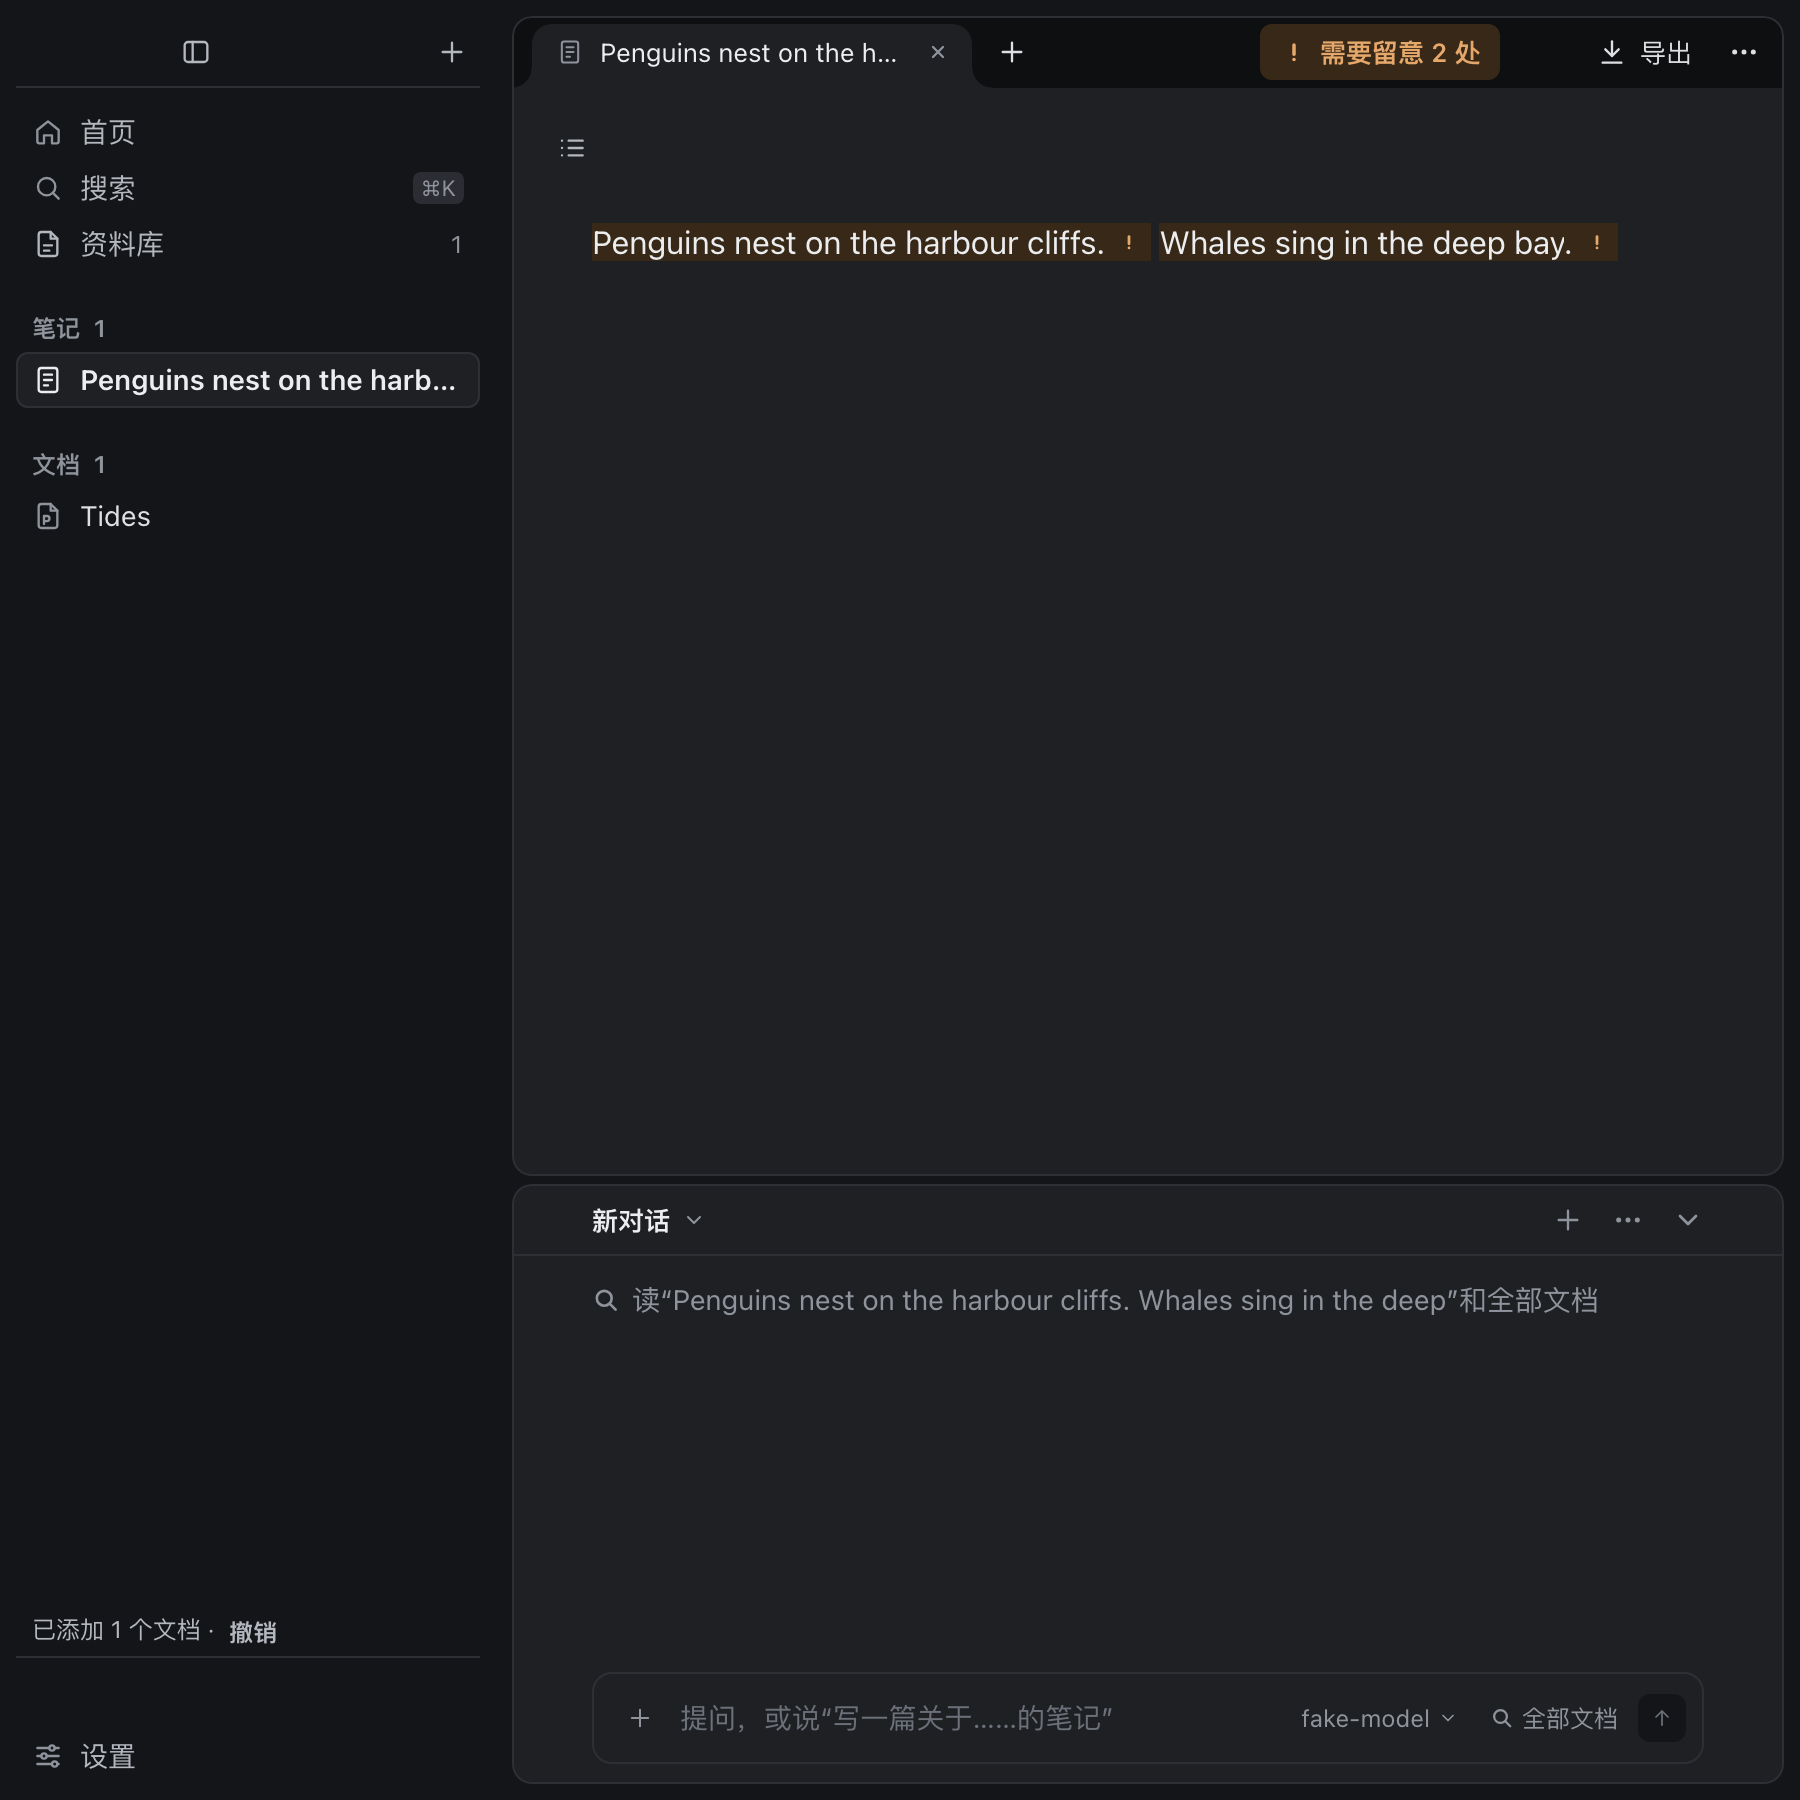 Penguins nest on the h...
! 需要留意 2 处
导出
首页
搜索 ⌘K
资料库 1
笔记 1
Penguins nest on the harb...
文档 1
Tides
Penguins nest on the harbour cliffs. ! Whales sing in the deep bay. !
新对话
读“Penguins nest on the harbour cliffs. Whales sing in the deep”和全部文档
已添加 1 个文档 · 撤销
提问，或说“写一篇关于……的笔记” fake-model 全部文档
设置